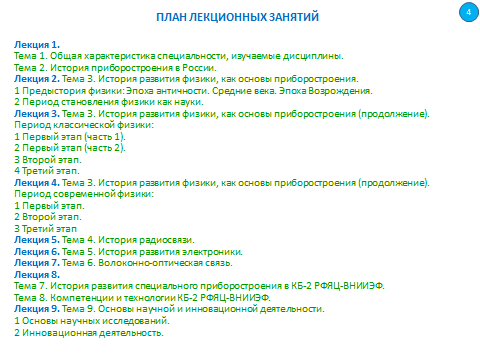 ПЛАН ЛЕКЦИОННЫХ ЗАНЯТИЙ
4
Лекция 1.
Тема 1. Общая характеристика специальности, изучаемые дисциплины.
Тема 2. История приборостроения в России.
Лекция 2. Тема 3. История развития физики, как основы приборостроения.
1 Предыстория физики: Эпоха античности. Средние века. Эпоха Возрождения.
2 Период становления физики как науки.
Лекция 3. Тема 3. История развития физики, как основы приборостроения (продолжение).
Период классической физики:
1 Первый этап (часть 1).
2 Первый этап (часть 2).
3 Второй этап.
4 Третий этап.
Лекция 4. Тема 3. История развития физики, как основы приборостроения (продолжение).
Период современной физики:
1 Первый этап.
2 Второй этап.
3 Третий этап
Лекция 5. Тема 4. История радиосвязи.
Лекция 6. Тема 5. История развития электроники.
Лекция 7. Тема 6. Волоконно-оптическая связь.
Лекция 8.
Тема 7. История развития специального приборостроения в КБ-2 РФЯЦ-ВНИИЭФ.
Тема 8. Компетенции и технологии КБ-2 РФЯЦ-ВНИИЭФ.
Лекция 9. Тема 9. Основы научной и инновационной деятельности.
1 Основы научных исследований.
2 Инновационная деятельность.